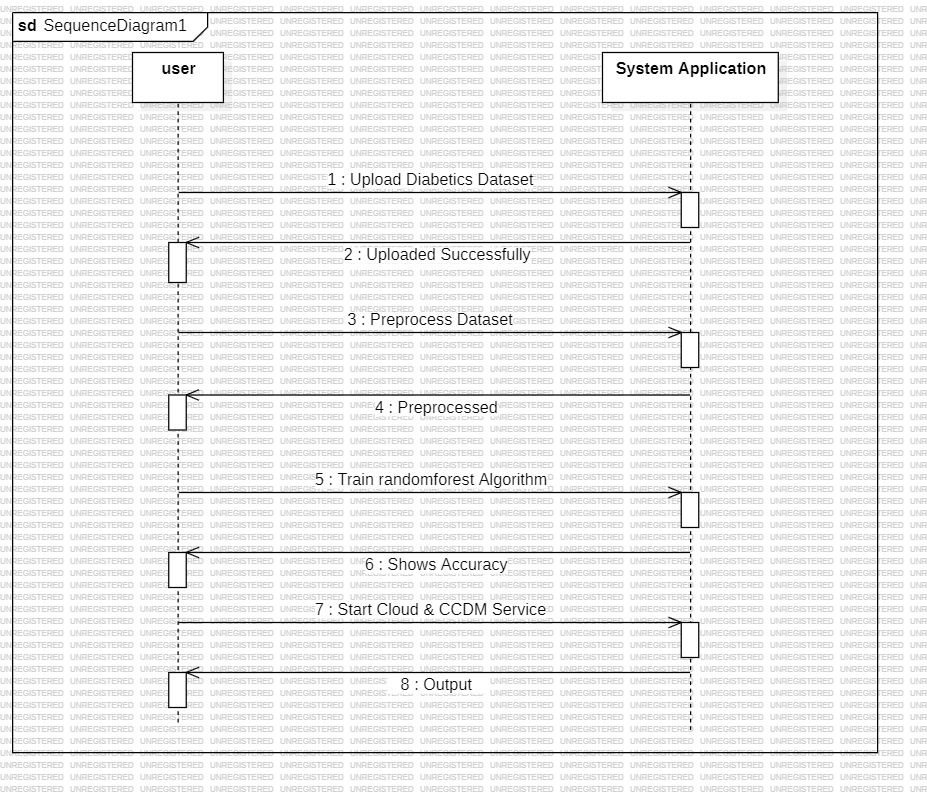 sd SequenceDiagram1
user
System Application
1 : Upload Diabetics Dataset
2 : Uploaded Successfully
3 : Preprocess Dataset
4 : Preprocessed
5 : Train randomforest Algorithm
6 : Shows Accuracy
7 : Start Cloud & CCDM Service
8 : Output
UNREGISTERED